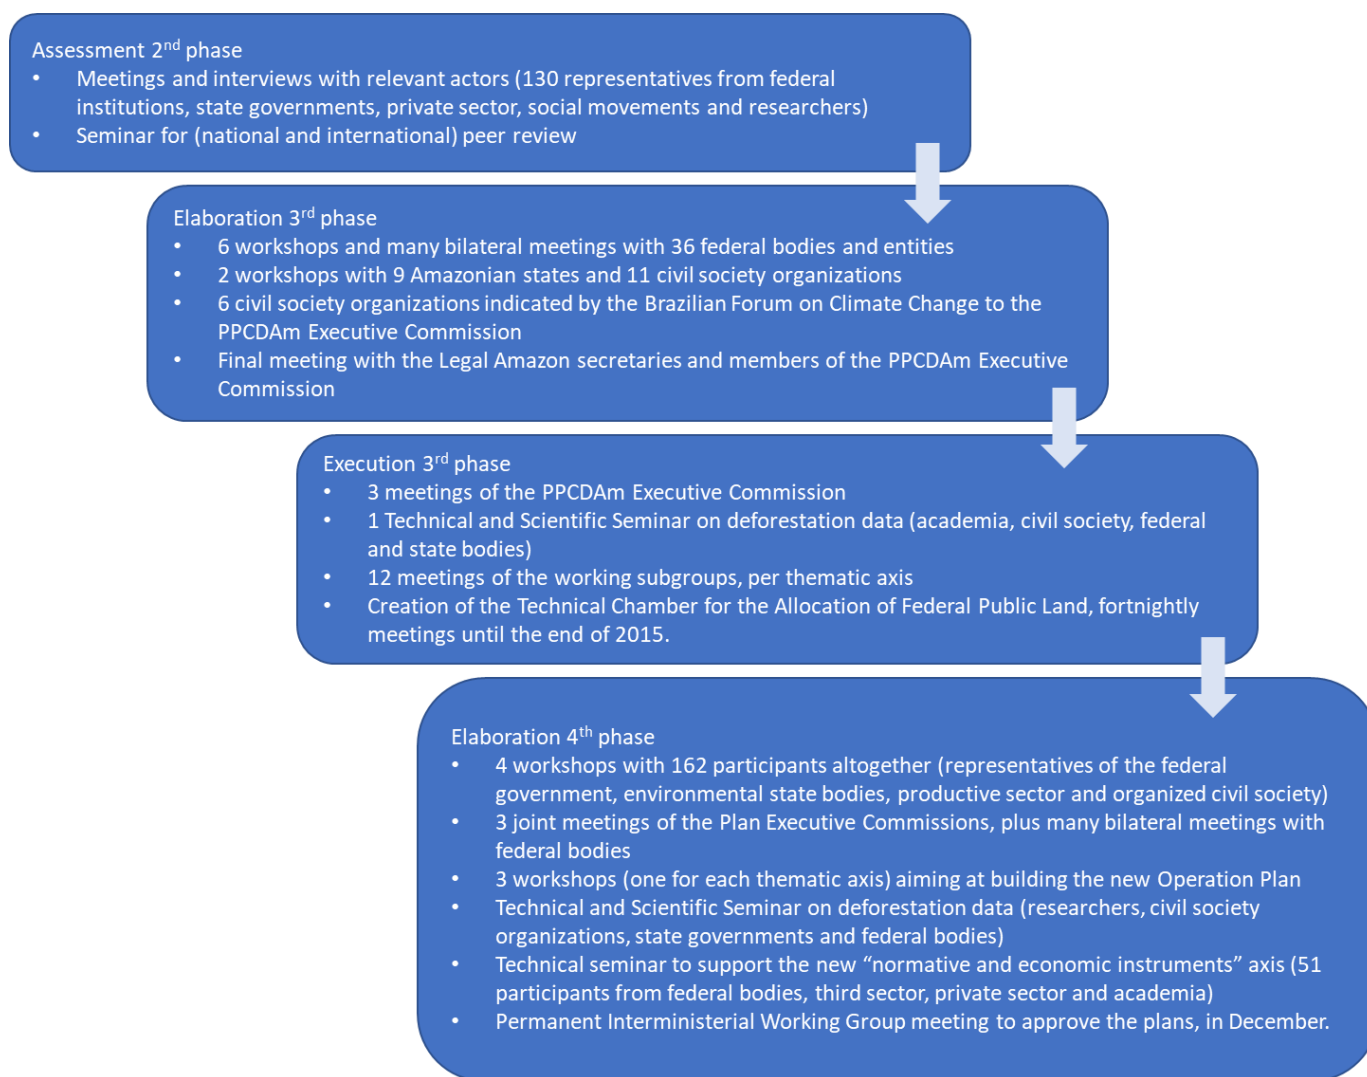 Assessment 2nd phase
• Meetings and interviews with relevant actors (130 representatives from federal
institutions, state governments, private sector, social movements and researchers)
• Seminar for (national and international) peer review
Elaboration 3rd phase
• 6 workshops and many bilateral meetings with 36 federal bodies and entities
• 2 workshops with 9 Amazonian states and 11 civil society organizations
• 6 civil society organizations indicated by the Brazilian Forum on Climate Change to the
PPCDAm Executive Commission
• Final meeting with the Legal Amazon secretaries and members of the PPCDAm Executive
Commission
Execution 3rd phase
• 3 meetings of the PPCDAm Executive Commission
• 1 Technical and Scientific Seminar on deforestation data (academia, civil society, federal
and state bodies)
• 12 meetings of the working subgroups, per thematic axis
• Creation of the Technical Chamber for the Allocation of Federal Public Land, fortnightly
meetings until the end of 2015.
Elaboration 4th phase
• 4 workshops with 162 participants altogether (representatives of the federal
government, environmental state bodies, productive sector and organized civil society)
• 3 joint meetings of the Plan Executive Commissions, plus many bilateral meetings with
federal bodies
• 3 workshops (one for each thematic axis) aiming at building the new Operation Plan
• Technical and Scientific Seminar on deforestation data (researchers, civil society
organizations, state governments and federal bodies)
• Technical seminar to support the new “normative and economic instruments” axis (51
participants from federal bodies, third sector, private sector and academia)
• Permanent Interministerial Working Group meeting to approve the plans, in December.